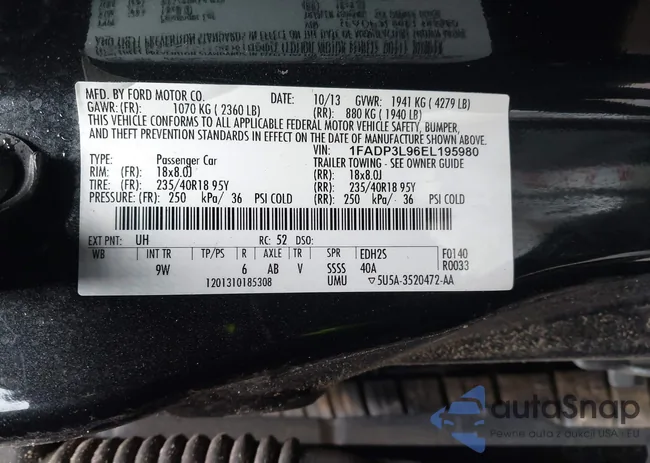 MFD. BY FORD MOTOR CO. DATE: 10/13 GVWR: 1941 KG ( 4279 LB)
GAWR: (FR): 1070 KG ( 2360 LB) (RR): 880 KG ( 1940 LB)
THIS VEHICLE CONFORMS TO ALL APPLICABLE FEDERAL MOTOR VEHICLE SAFETY, BUMPER,
AND THEFT PREVENTION STANDARDS IN EFFECT ON THE DATE OF MANUFACTURE SHOWN ABOVE.
VIN: 1FADP3L96EL195980
TYPE: Passenger Car TRAILER TOWING - SEE OWNER GUIDE
RIM: (FR): 18x8.0J (RR): 18x8.0J
TIRE: (FR): 235/40R18 95Y (RR): 235/40R18 95Y
PRESSURE: (FR): 250 kPa/ 36 PSI COLD (RR): 250 kPa/ 36 PSI COLD
EXT PNT: UH RC: 52 DSO:
WB INT TR TP/PS R AXLE TR SPR EDH2S F0140
9W 6 AB V SSSS 40A R0033
1201310185308 UMU ▽5U5A-3520472-AA
autoSnap
Pewne auta z aukcji USA - EU